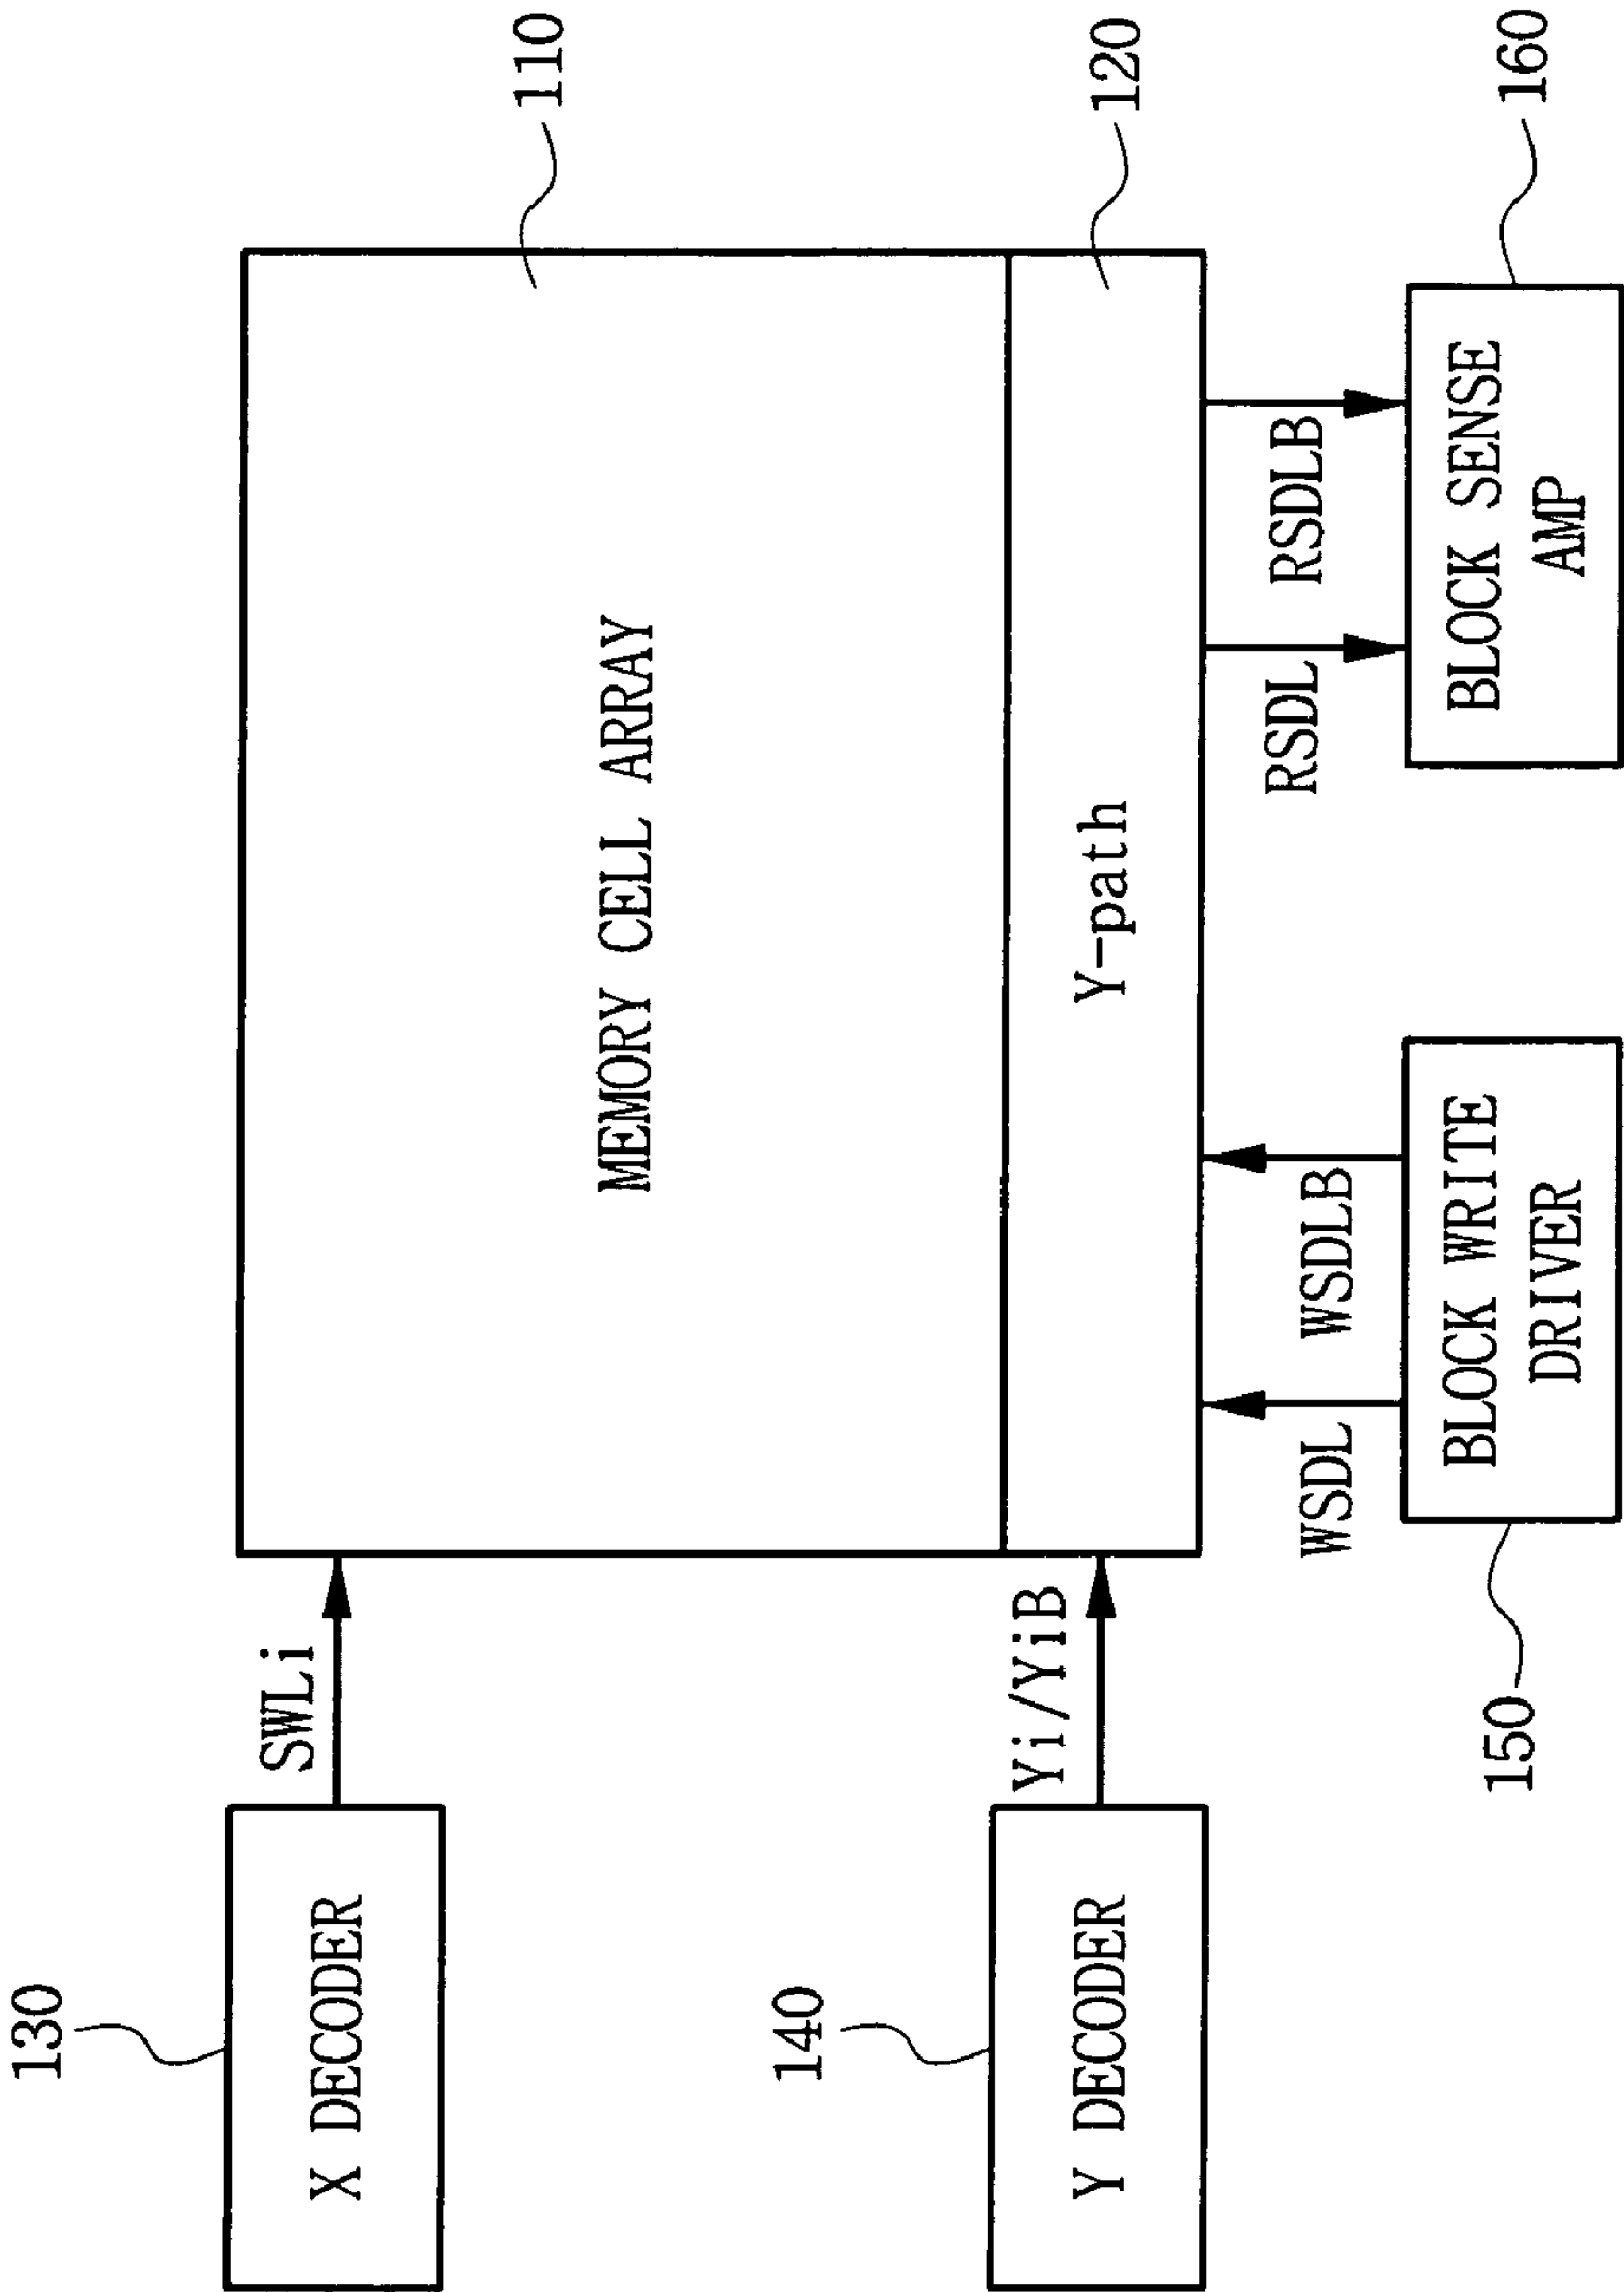 130
X DECODER
SWLi
MEMORY CELL ARRAY
110
140
Y DECODER
Yi/YiB
Y-path
120
WSDL
WSDLB
RSDL
RSDLB
150
BLOCK WRITE
DRIVER
BLOCK SENSE
AMP
160